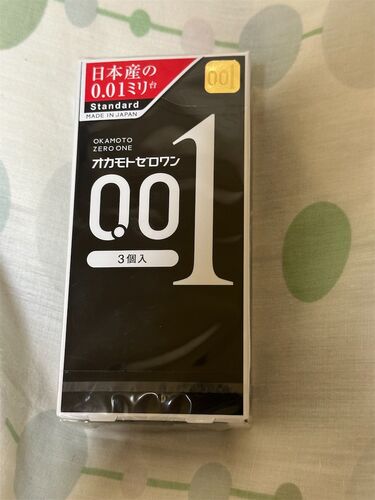 日本産の
0.01ミリ台
Standard
MADE IN JAPAN
001
OKAMOTO
ZERO ONE
オカモトゼロワン
0.01
3個入